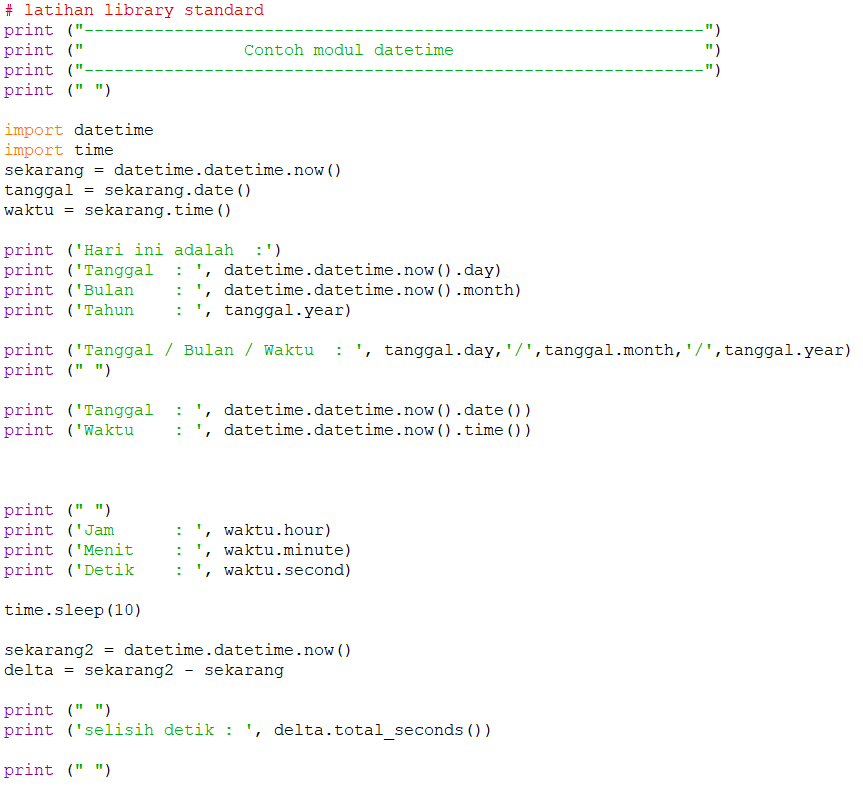 # latihan library standard
print ("--------------------------------------------------------------")
print ("                Contoh modul datetime                         ")
print ("--------------------------------------------------------------")
print (" ")

import datetime
import time
sekarang = datetime.datetime.now()
tanggal = sekarang.date()
waktu = sekarang.time()

print ('Hari ini adalah  :')
print ('Tanggal  : ', datetime.datetime.now().day)
print ('Bulan    : ', datetime.datetime.now().month)
print ('Tahun    : ', tanggal.year)

print ('Tanggal / Bulan / Waktu  : ', tanggal.day,'/',tanggal.month,'/',tanggal.year)
print (" ")

print ('Tanggal  : ', datetime.datetime.now().date())
print ('Waktu    : ', datetime.datetime.now().time())

print (" ")
print ('Jam      : ', waktu.hour)
print ('Menit    : ', waktu.minute)
print ('Detik    : ', waktu.second)

time.sleep(10)

sekarang2 = datetime.datetime.now()
delta = sekarang2 - sekarang

print (" ")
print ('selisih detik : ', delta.total_seconds())

print (" ")